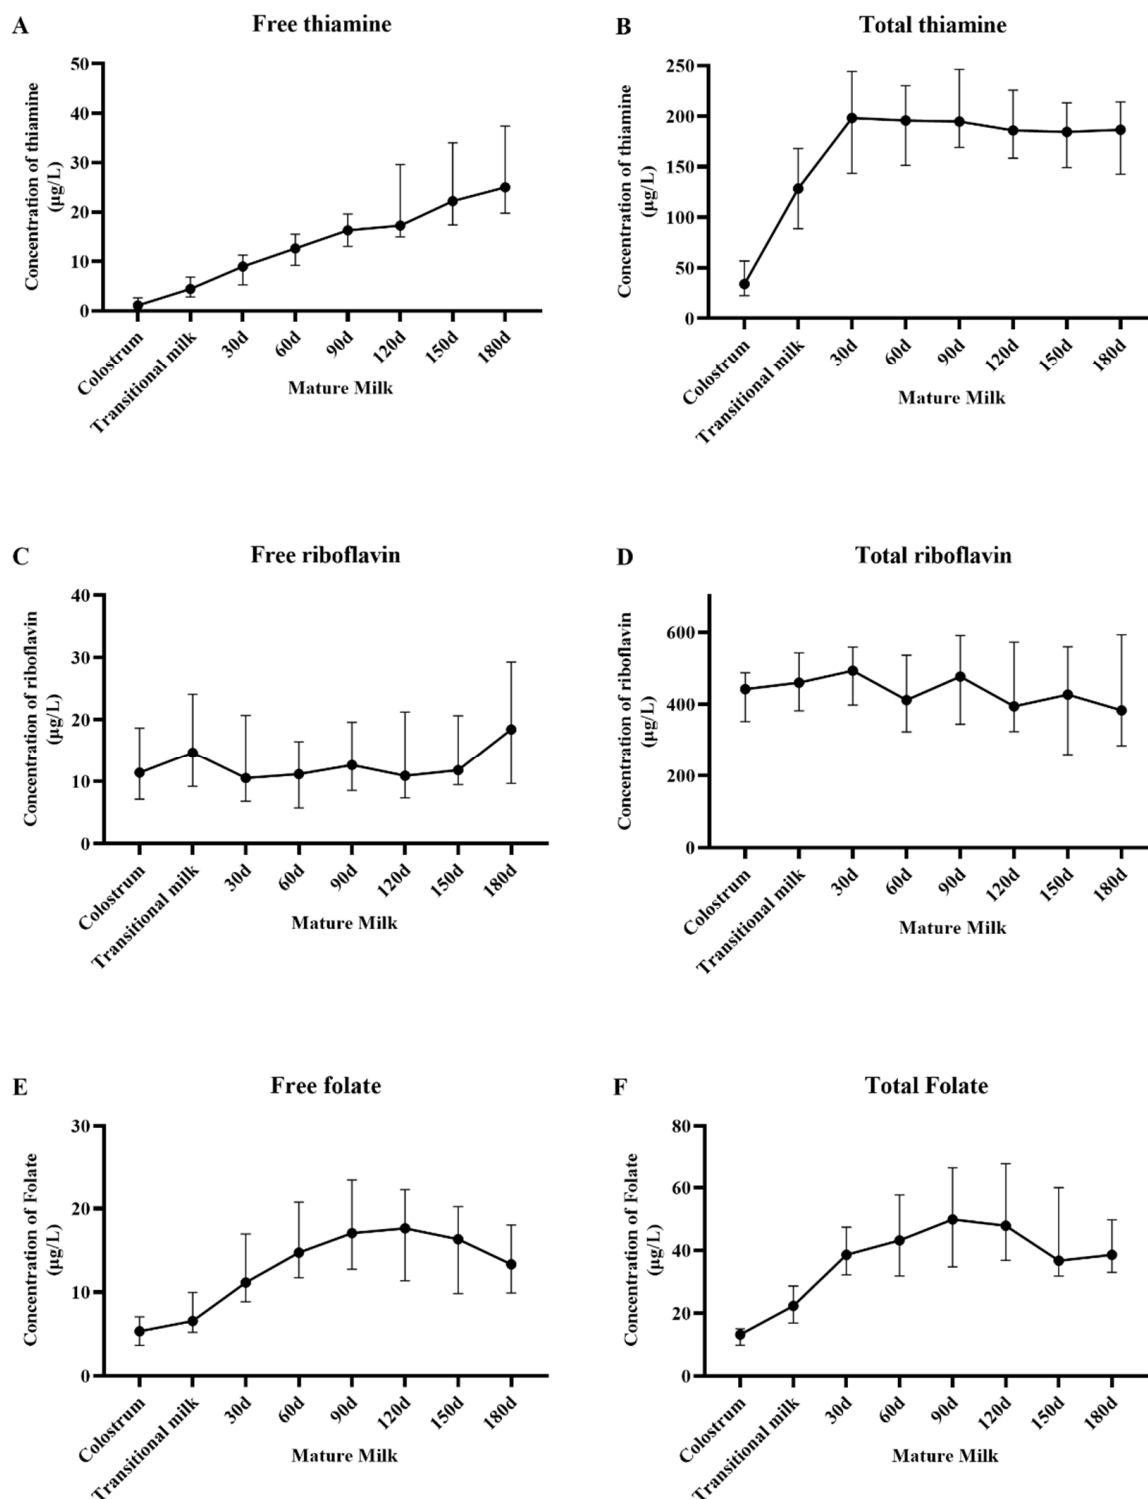 A
Free thiamine
Concentration of thiamine
(µg/L)
50
40
30
20
10
0
Colostrum
Transitional milk
30d
60d
90d
120d
150d
180d
Mature Milk
B
Total thiamine
Concentration of thiamine
(µg/L)
250
200
150
100
50
0
Colostrum
Transitional milk
30d
60d
90d
120d
150d
180d
Mature Milk
C
Free riboflavin
Concentration of riboflavin
(µg/L)
40
30
20
10
0
Colostrum
Transitional milk
30d
60d
90d
120d
150d
180d
Mature Milk
D
Total riboflavin
Concentration of riboflavin
(µg/L)
600
400
200
0
Colostrum
Transitional milk
30d
60d
90d
120d
150d
180d
Mature Milk
E
Free folate
Concentration of Folate
(µg/L)
30
20
10
0
Colostrum
Transitional milk
30d
60d
90d
120d
150d
180d
Mature Milk
F
Total Folate
Concentration of Folate
(µg/L)
80
60
40
20
0
Colostrum
Transitional milk
30d
60d
90d
120d
150d
180d
Mature Milk